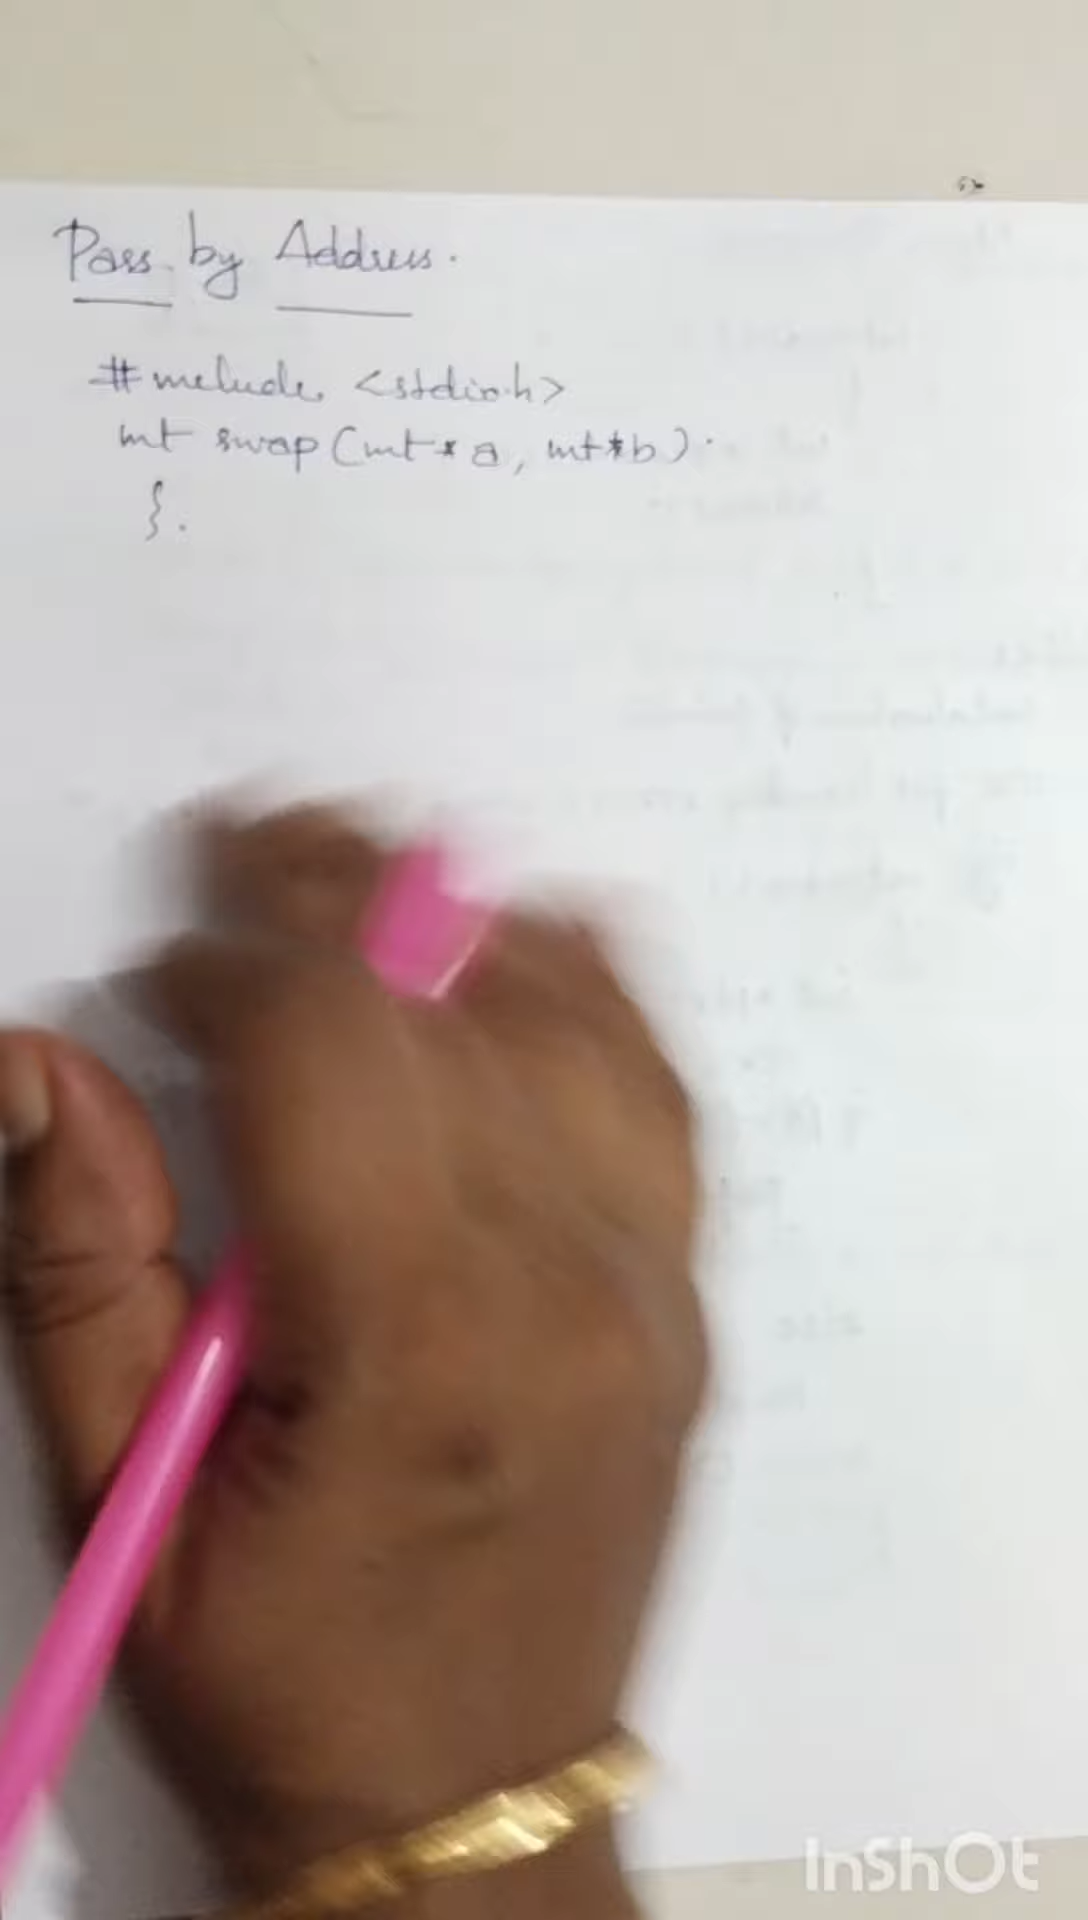 Pass by Address.
#include <stdio.h>
int swap (int * a, int * b).
}.
InShOt